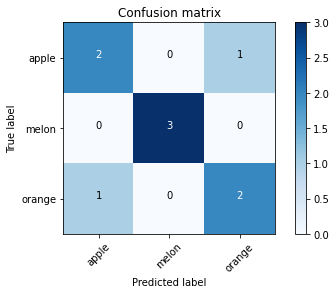 Confusion matrix
apple 2 0 1
melon 0 3 0
orange 1 0 2
apple melon orange
True label
Predicted label
3.0
2.5
2.0
1.5
1.0
0.5
0.0